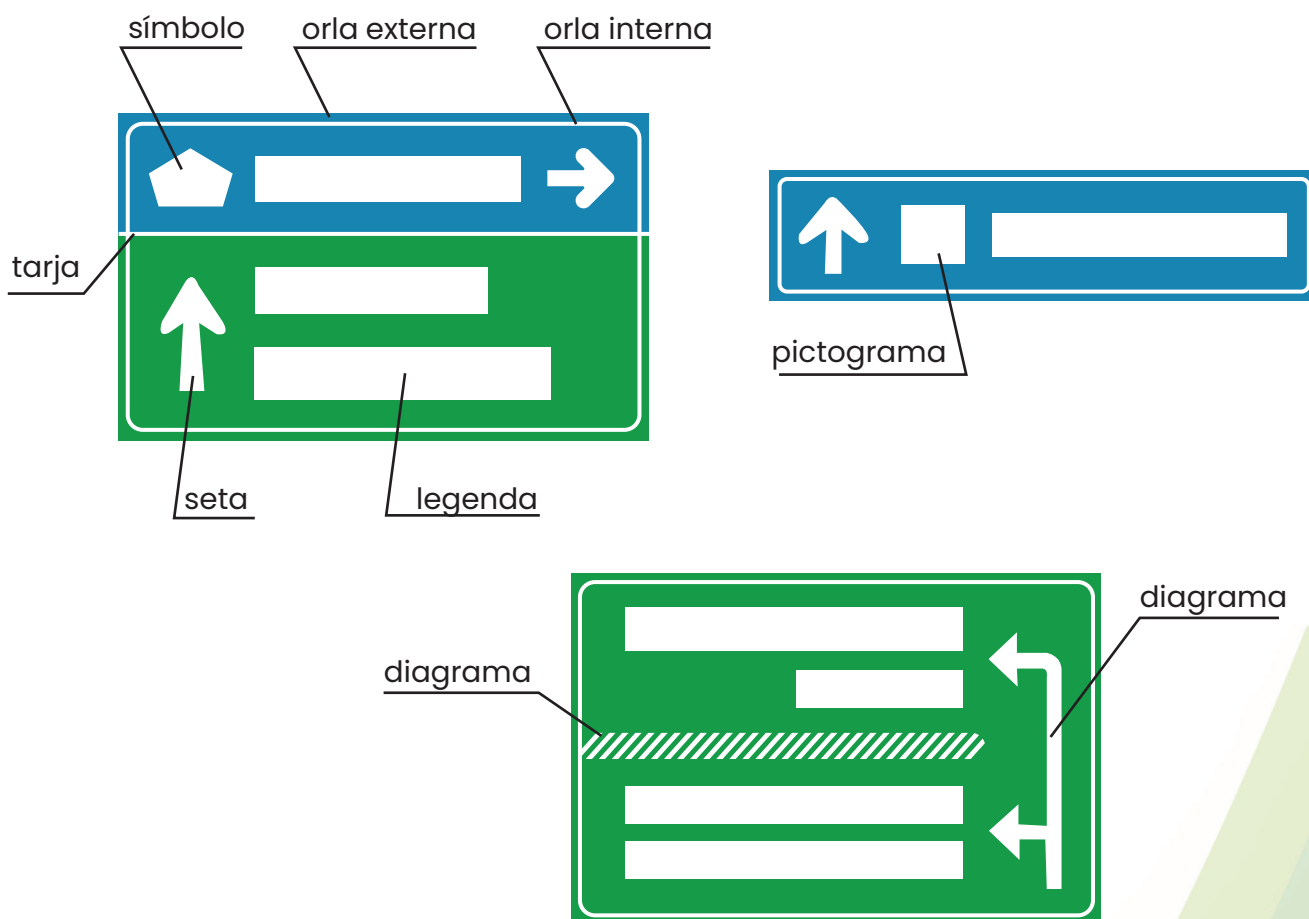 símbolo
orla externa
orla interna
tarja
pictograma
seta
legenda
diagrama
diagrama